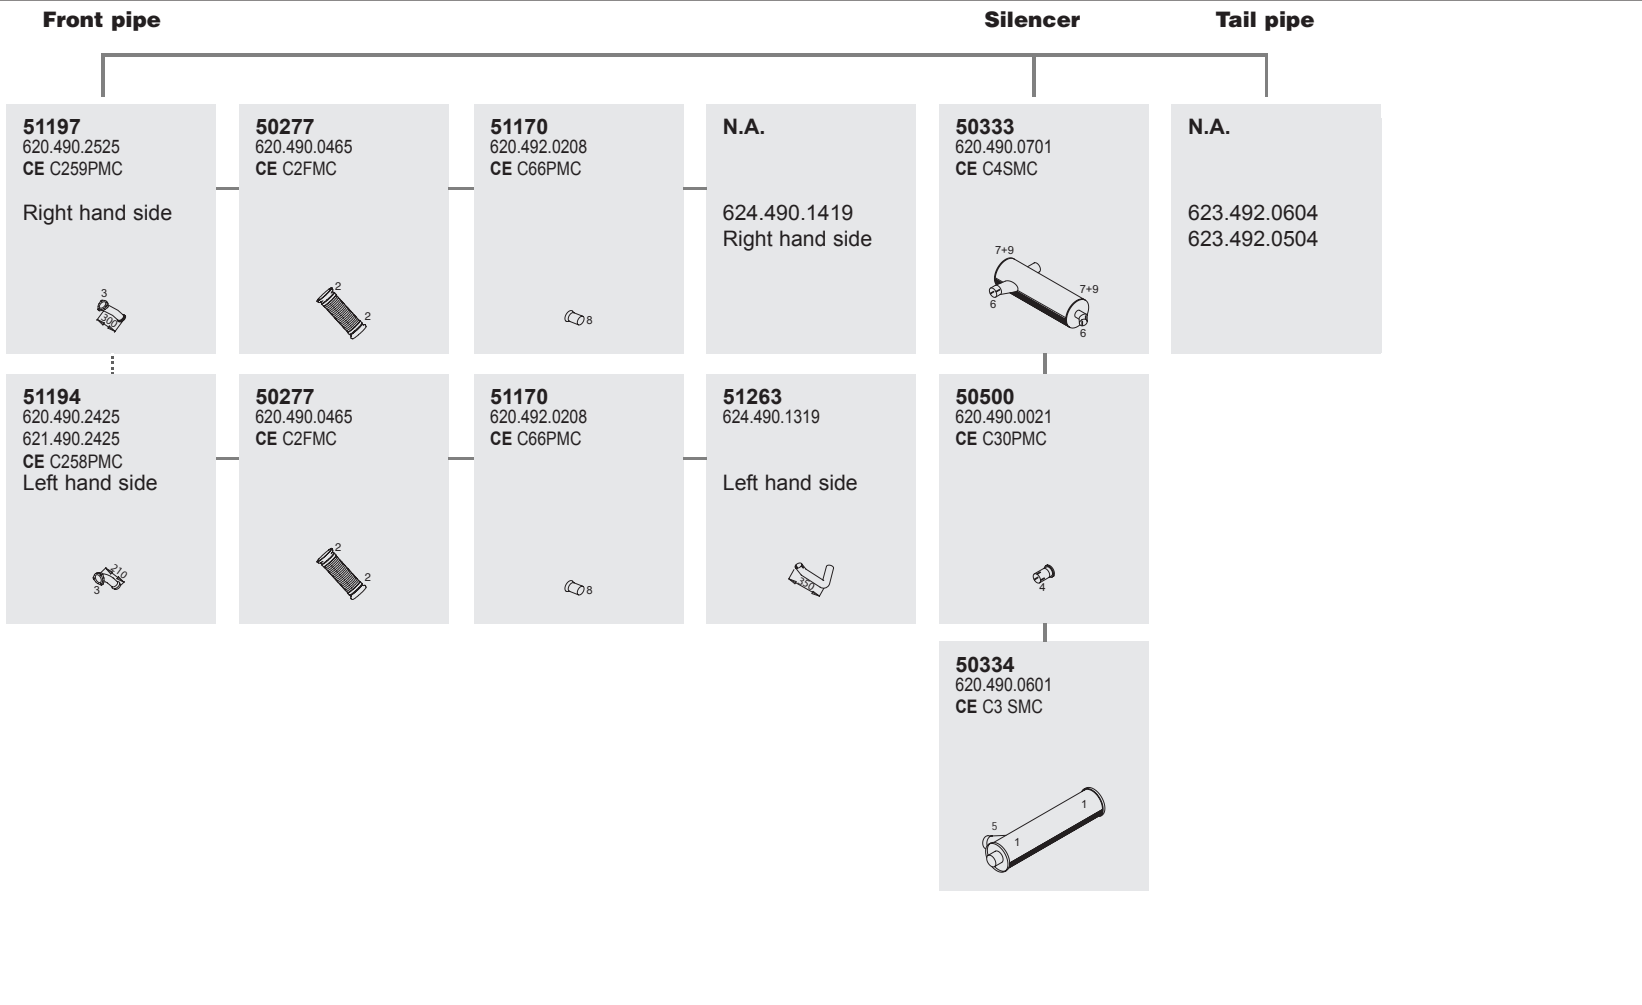 Front pipe
Silencer
Tail pipe
51197
620.490.2525
CE C259PMC
Right hand side
3
300
50277
620.490.0465
CE C2FMC
2
2
51170
620.492.0208
CE C66PMC
8
N.A.
624.490.1419
Right hand side
50333
620.490.0701
CE C4SMC
7+9
7+9
6
6
N.A.
623.492.0604
623.492.0504
51194
620.490.2425
621.490.2425
CE C258PMC
Left hand side
210
3
50277
620.490.0465
CE C2FMC
2
2
51170
620.492.0208
CE C66PMC
8
51263
624.490.1319
Left hand side
350
50500
620.490.0021
CE C30PMC
4
50334
620.490.0601
CE C3 SMC
1
5
1